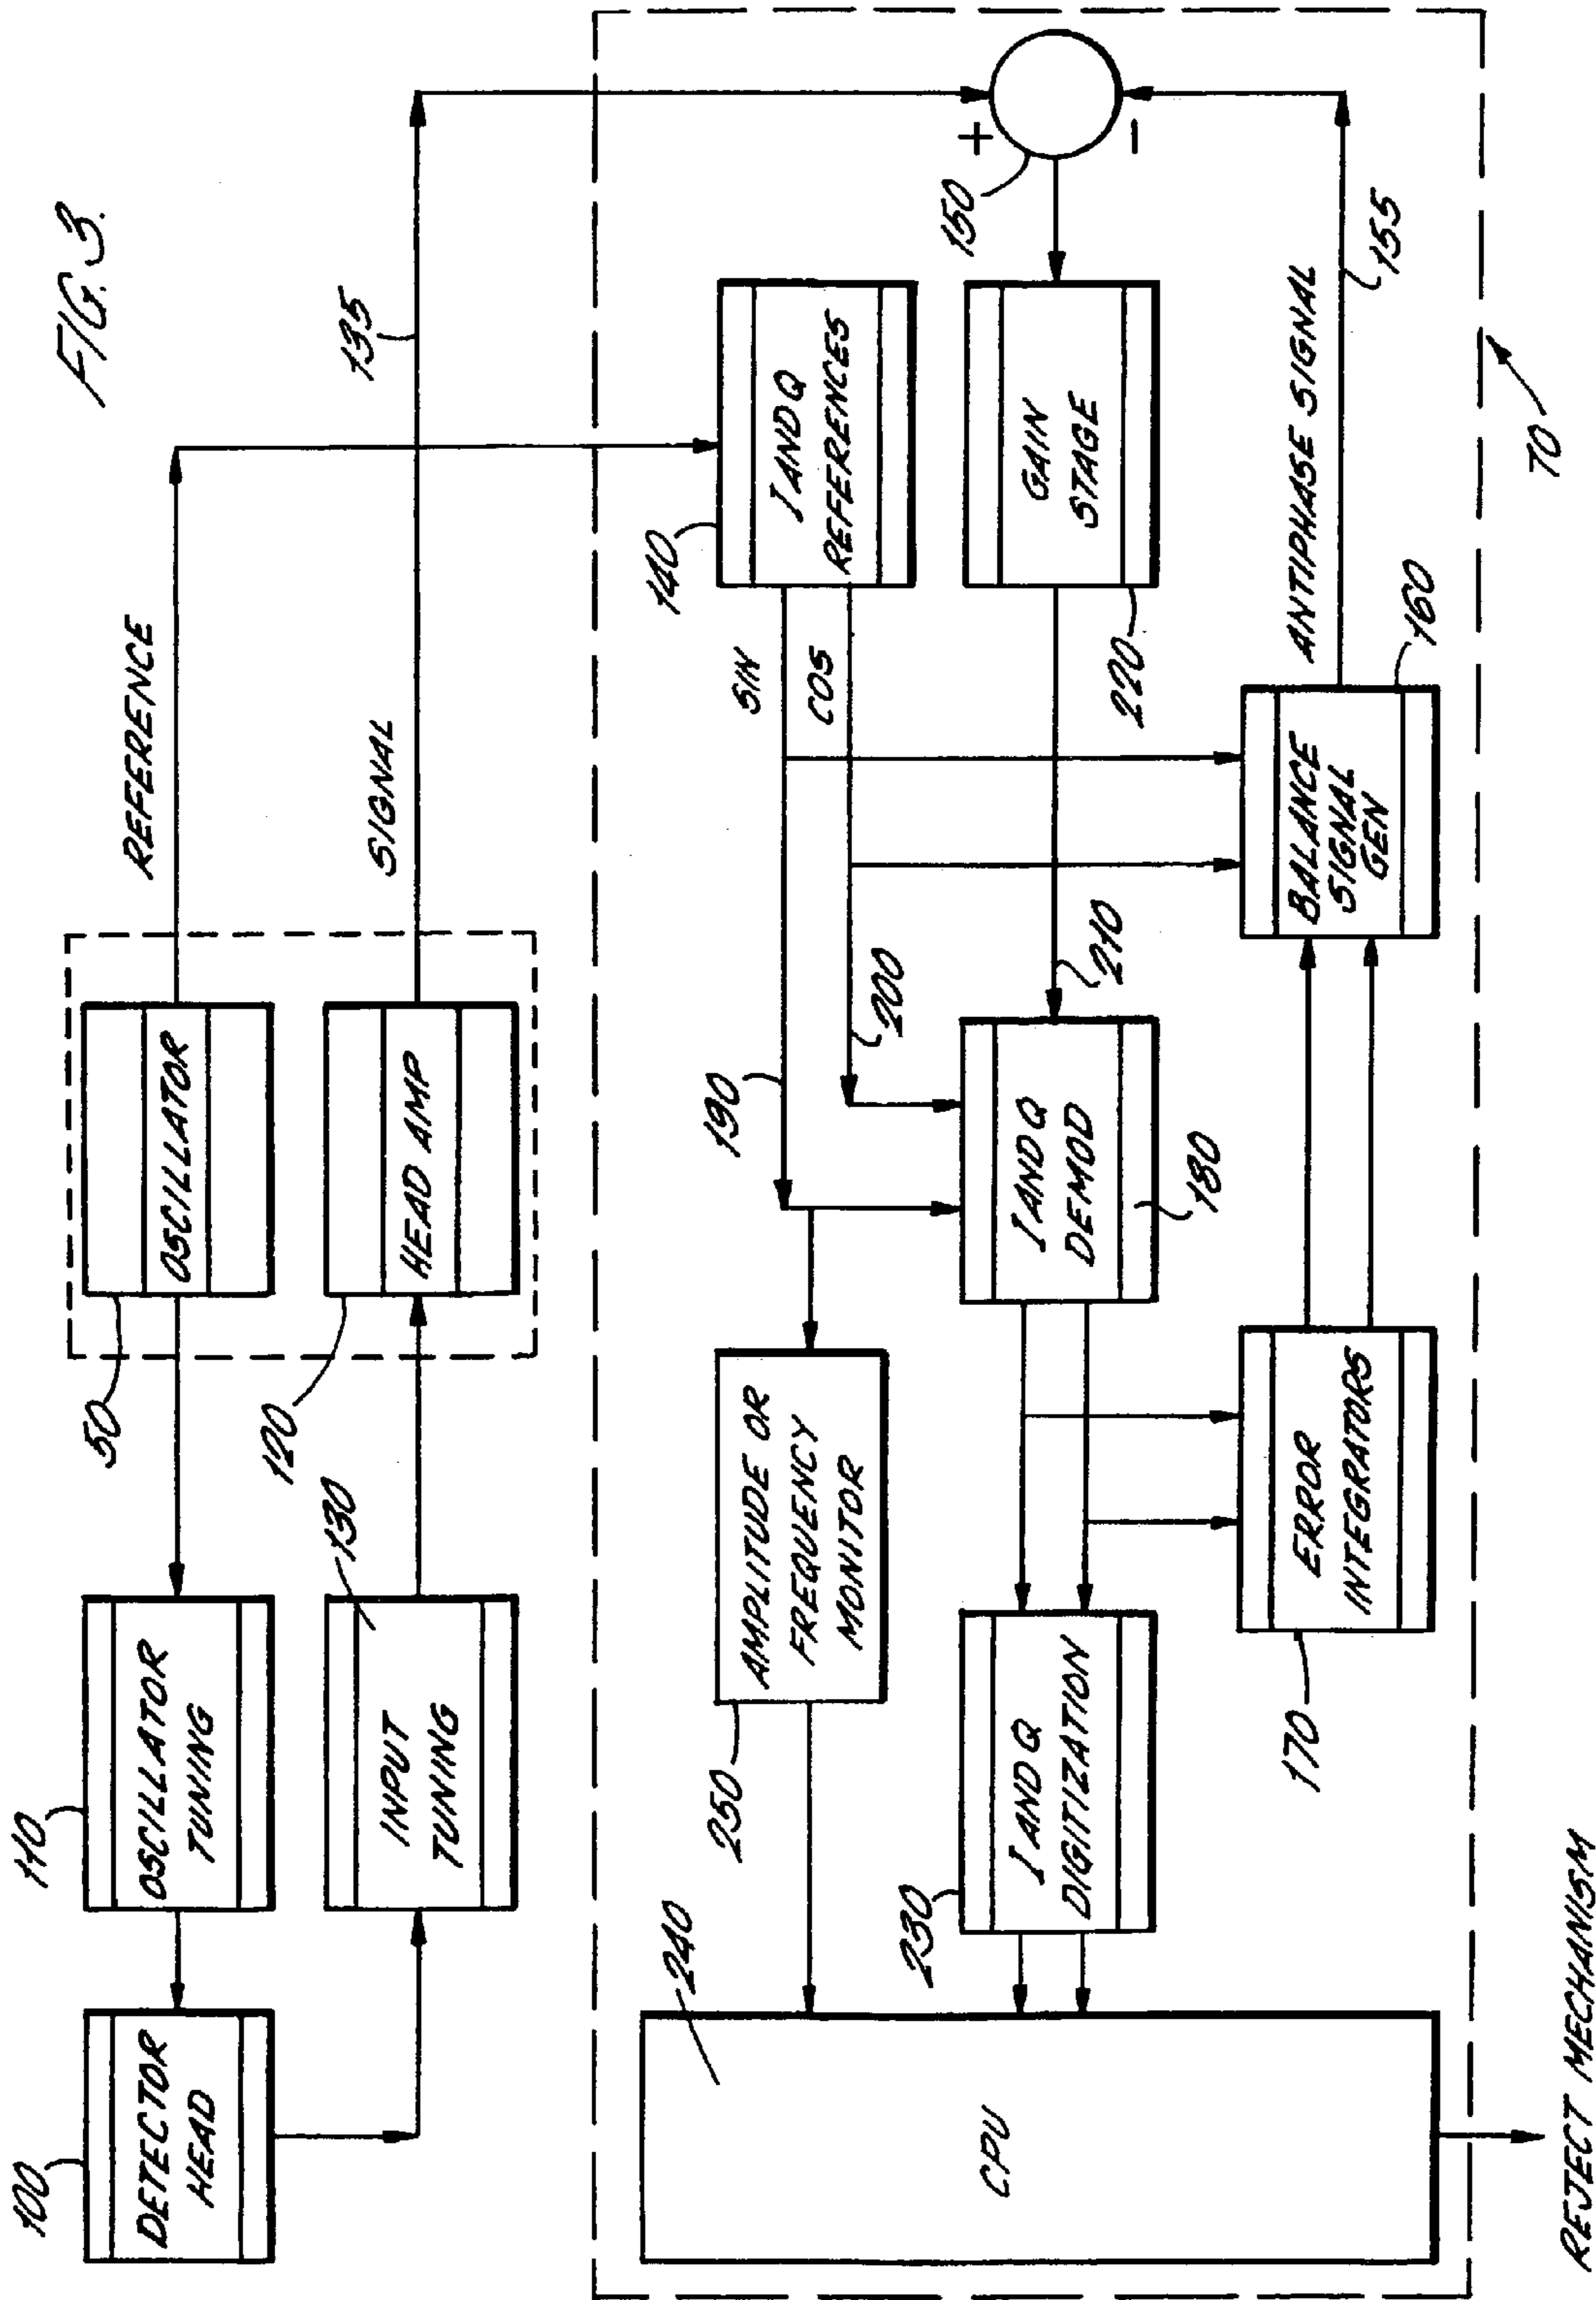 FIG. 3.
100
DETECTOR
HEAD
110
OSCILLATOR
TUNING
50
OSCILLATOR
REFERENCE
130
INPUT
TUNING
120
HEAD AMP
SIGNAL
135
240
CPU
250
AMPLITUDE OR
FREQUENCY
MONITOR
190
200
SIN
COS
140
I AND Q
REFERENCES
230
I AND Q
DIGITIZATION
180
I AND Q
DEMOD
210
220
GAIN
STAGE
150
+
-
170
ERROR
INTEGRATORS
160
BALANCE
SIGNAL
GEN
ANTIPHASE SIGNAL
155
70
REJECT MECHANISM